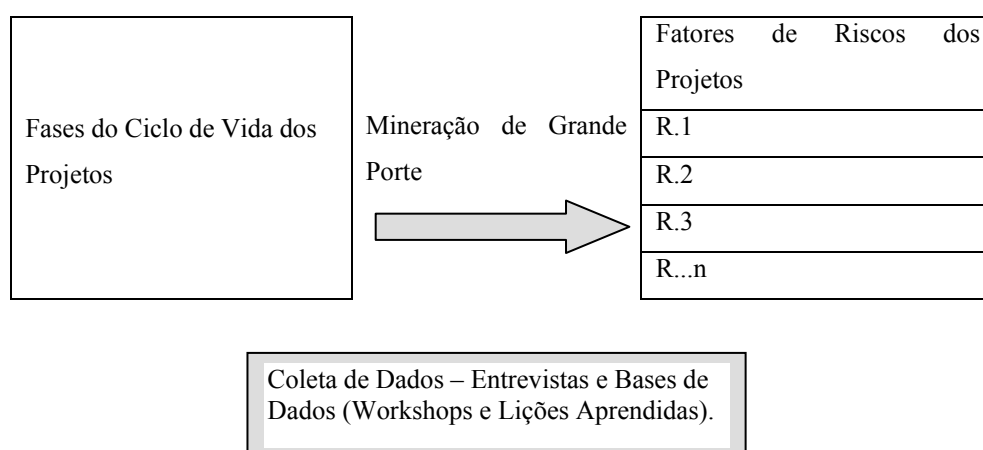 Fases do Ciclo de Vida dos
Projetos
Mineração de Grande
Porte
Fatores de Riscos dos
Projetos
R.1
R.2
R.3
R...n
Coleta de Dados – Entrevistas e Bases de
Dados (Workshops e Lições Aprendidas).